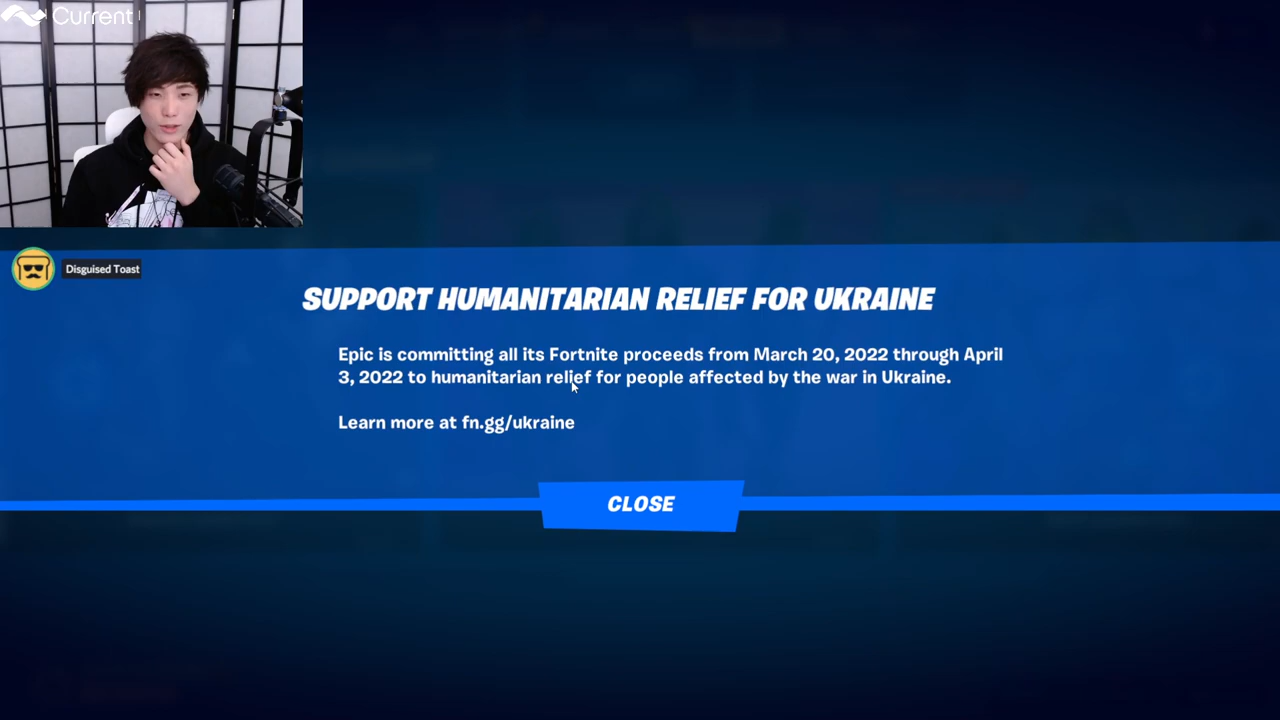 Current
Disguised Toast
SUPPORT HUMANITARIAN RELIEF FOR UKRAINE
Epic is committing all its Fortnite proceeds from March 20, 2022 through April
3, 2022 to humanitarian relief for people affected by the war in Ukraine.
Learn more at fn.gg/ukraine
CLOSE